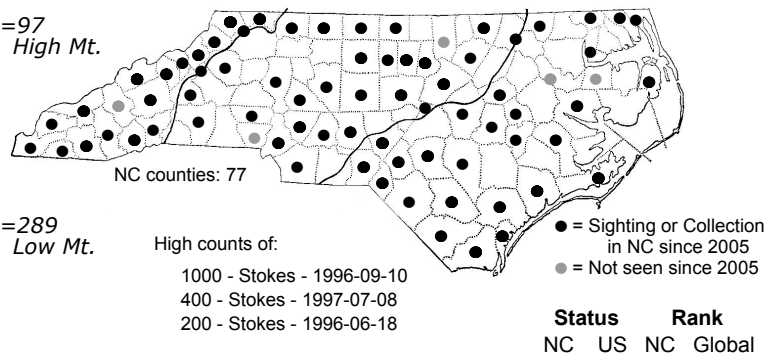 =97
High Mt.
NC counties: 77
=289
Low Mt.
High counts of:
1000 - Stokes - 1996-09-10
400 - Stokes - 1997-07-08
200 - Stokes - 1996-06-18
● = Sighting or Collection
in NC since 2005
● = Not seen since 2005
Status Rank
NC US NC Global